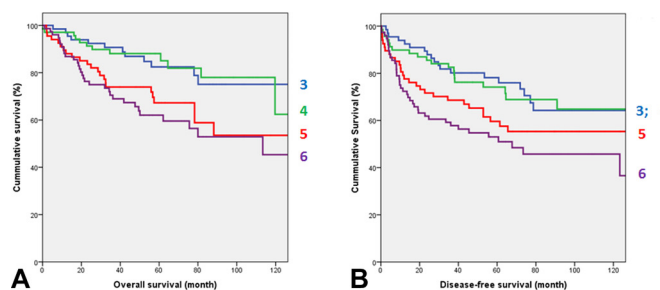 100
80
60
40
20
0
0 20 40 60 80 100 120
Cummulative survival (%)
Overall survival (month)
3
4
5
6
A
100
80
60
40
20
0
0 20 40 60 80 100 120
Cummulative Survival (%)
Disease-free survival (month)
3;
5
6
B